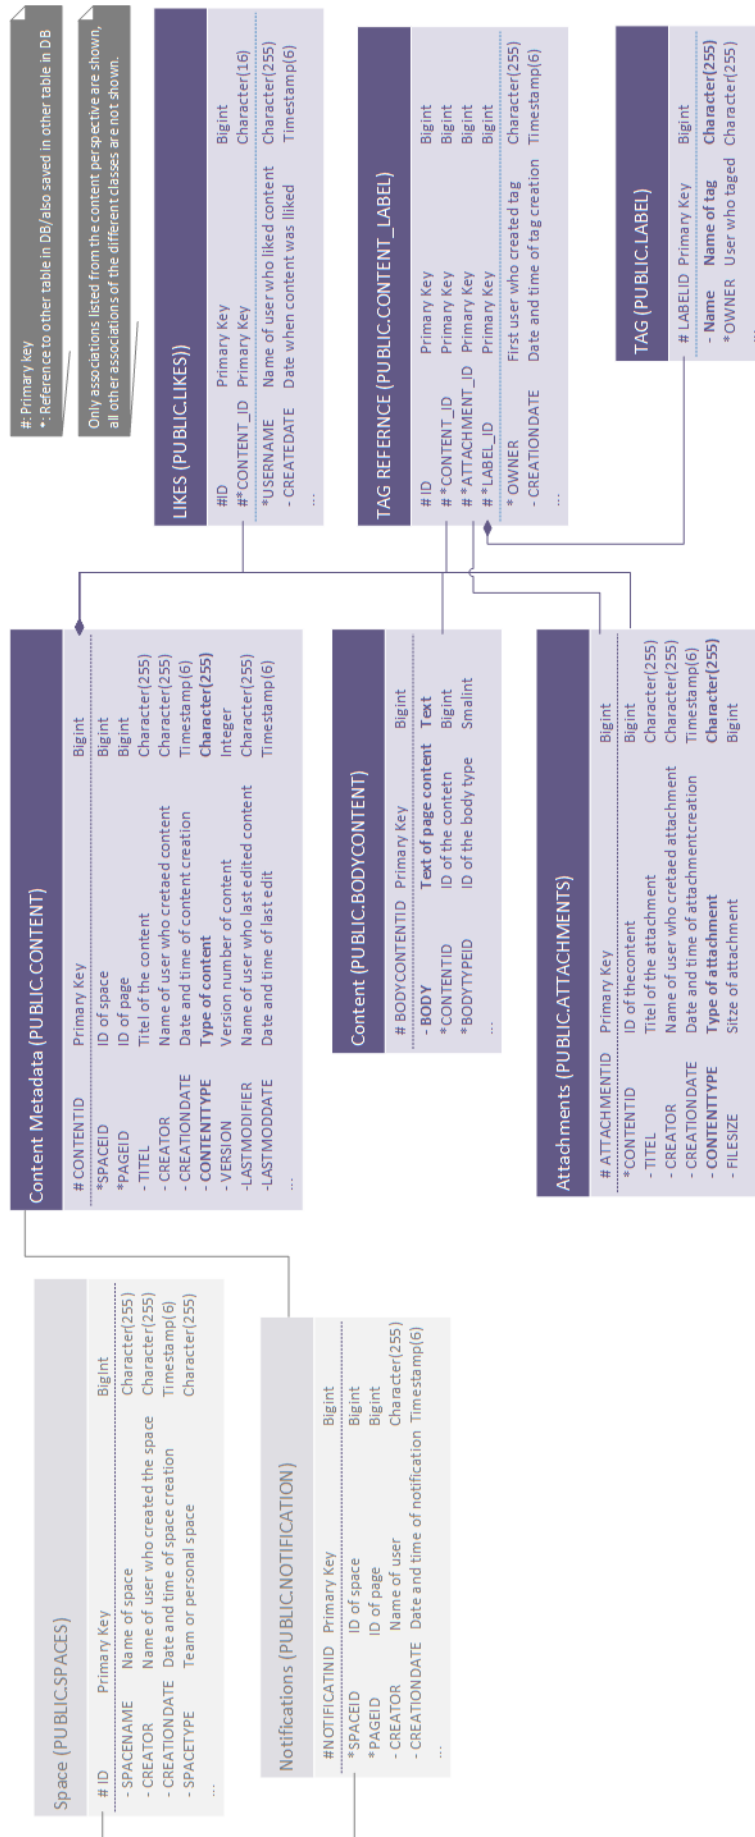 Space (PUBLIC.SPACES)
# ID Primary Key BigInt
- SPACENAME Name of space Character(255)
- CREATOR Name of user who created the space Character(255)
- CREATIONDATE Date and time of space creation Timestamp(6)
- SPACETYPE Team or personal space Character(255)
...
Notifications (PUBLIC.NOTIFICATION)
#NOTIFICATINID Primary Key Bigint
*SPACEID ID of space Bigint
*PAGEID ID of page Bigint
- CREATOR Name of user Character(255)
- CREATIONDATE Date and time of notification Timestamp(6)
...
Content Metadata (PUBLIC.CONTENT)
# CONTENTID Primary Key Bigint
*SPACEID ID of space Bigint
*PAGEID ID of page Bigint
- TITEL Titel of the content Character(255)
- CREATOR Name of user who cretaed content Character(255)
- CREATIONDATE Date and time of content creation Timestamp(6)
- CONTENTTYPE Type of content Character(255)
- VERSION Version number of content Integer
-LASTMODIFIER Name of user who last edited content Character(255)
-LASTMODDATE Date and time of last edit Timestamp(6)
...
Content (PUBLIC.BODYCONTENT)
# BODYCONTENTID Primary Key Bigint
- BODY Text of page content Text
*CONTENTID ID of the contetn Bigint
*BODYTYPEID ID of the body type Smalint
...
Attachments (PUBLIC.ATTACHMENTS)
# ATTACHMENTID Primary Key Bigint
*CONTENTID ID of thecontent Bigint
- TITEL Titel of the attachment Character(255)
- CREATOR Name of user who cretaed attachment Character(255)
- CREATIONDATE Date and time of attachmentcreation Timestamp(6)
- CONTENTTYPE Type of attachment Character(255)
- FILESIZE Sitze of attachment Bigint
#: Primary key
*: Reference to other table in DB/also saved in other table in DB
Only associations listed from the content perspective are shown,
all other associations of the different classes are not shown.
LIKES (PUBLIC.LIKES))
#ID Primary Key Bigint
#*CONTENT_ID Primary Key Character(16)
*USERNAME Name of user who liked content Character(255)
- CREATEDATE Date when content was lliked Timestamp(6)
...
TAG REFERNCE (PUBLIC.CONTENT_LABEL)
# ID Primary Key Bigint
# *CONTENT_ID Primary Key Bigint
# *ATTACHMENT_ID Primary Key Bigint
# *LABEL_ID Primary Key Bigint
* OWNER First user who created tag Character(255)
- CREATIONDATE Date and time of tag creation Timestamp(6)
...
TAG (PUBLIC.LABEL)
# LABELID Primary Key Bigint
- Name Name of tag Character(255)
*OWNER User who taged Character(255)
...